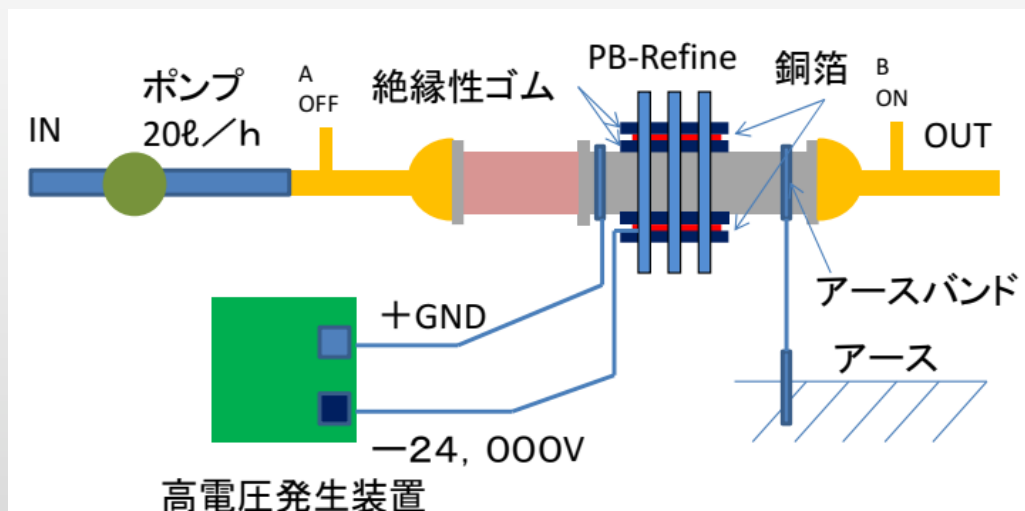 PB-Refine
ポンプ
20ℓ／h
A
OFF
絶縁性ゴム
銅箔
B
ON
IN
OUT
＋GND
アースバンド
アース
－24，000V
高電圧発生装置